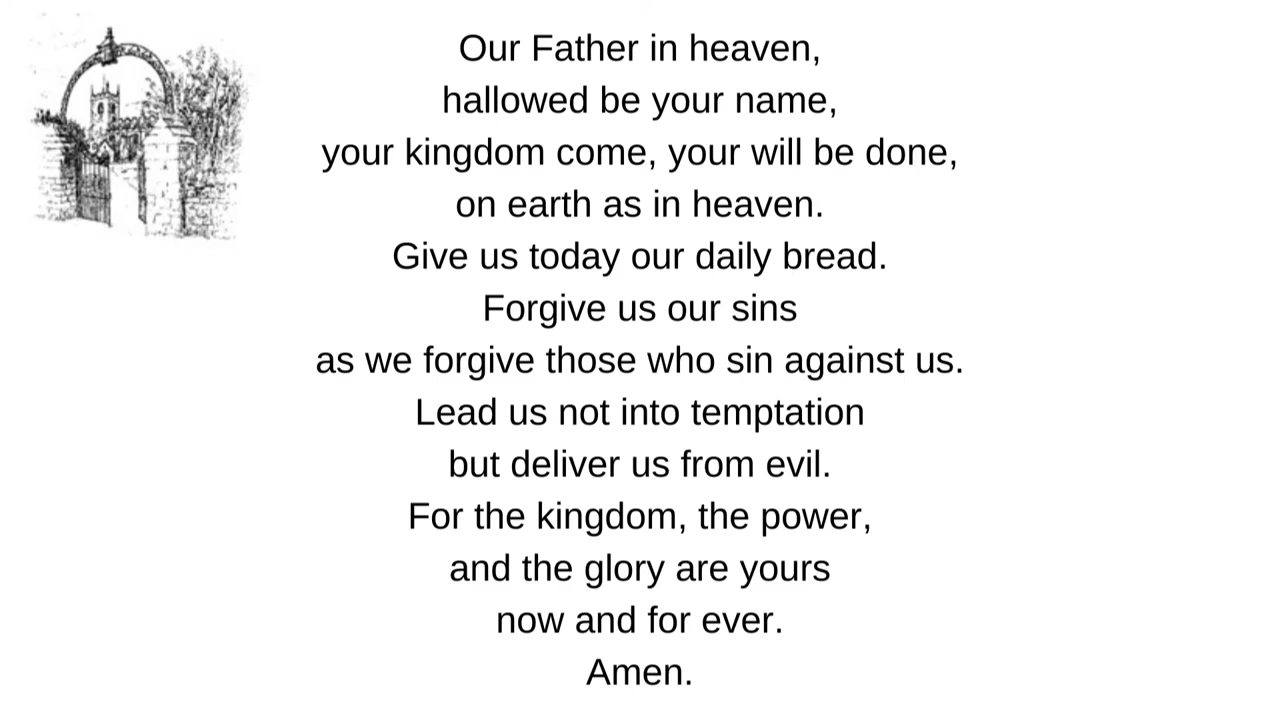 Our Father in heaven,
hallowed be your name,
your kingdom come, your will be done,
on earth as in heaven.
Give us today our daily bread.
Forgive us our sins
as we forgive those who sin against us.
Lead us not into temptation
but deliver us from evil.
For the kingdom, the power,
and the glory are yours
now and for ever.
Amen.